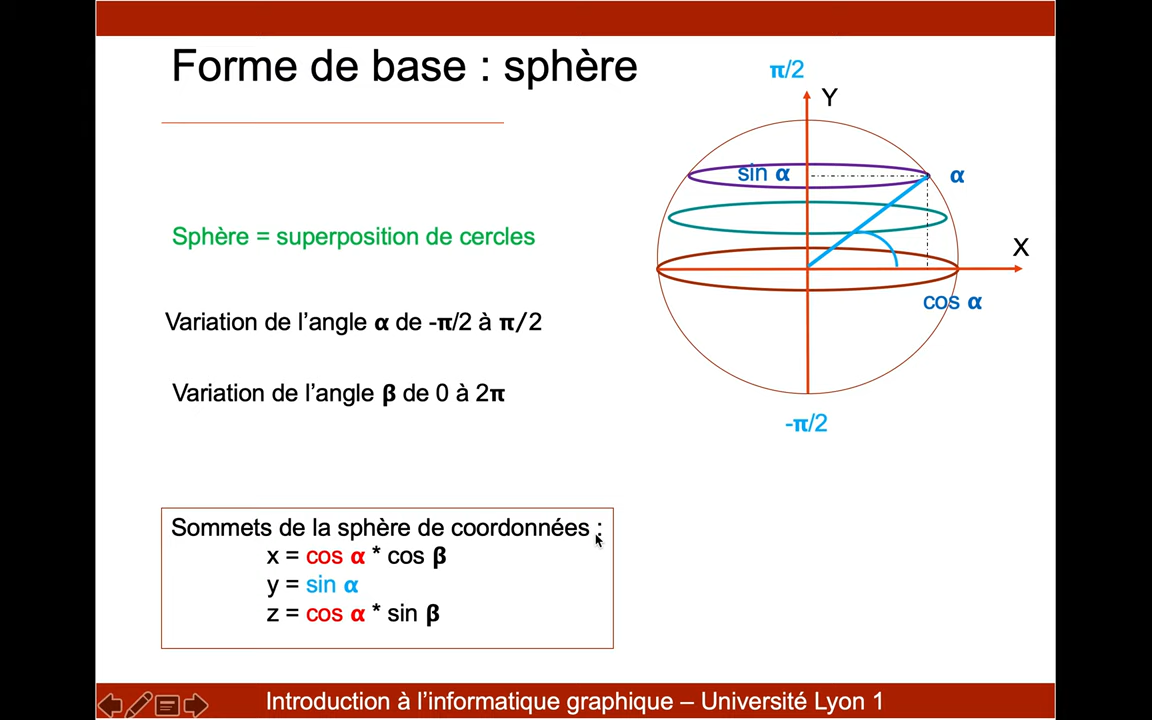 Forme de base : sphère
π/2
Y
sin α
α
Sphère = superposition de cercles
X
cos α
Variation de l’angle α de -π/2 à π/2
Variation de l’angle β de 0 à 2π
-π/2
Sommets de la sphère de coordonnées :
x = cos α * cos β
y = sin α
z = cos α * sin β
Introduction à l’informatique graphique – Université Lyon 1